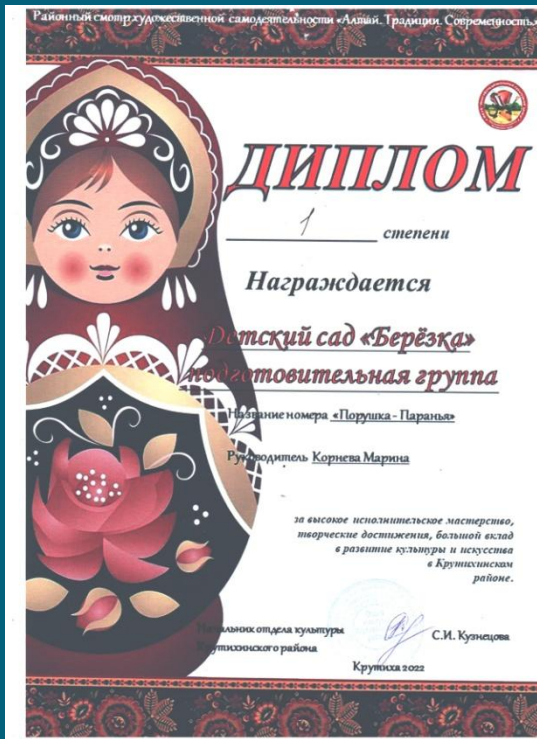 Районный смотр художественной самодеятельности «Алтай. Традиции. Современность»
ДИПЛОМ
1 степени
Награждается
Детский сад «Берёзка»
подготовительная группа
Название номера «Порушка - Параныя»
Руководитель Корнева Марина
за высокое исполнительское мастерство,
творческие достижения, большой вклад
в развитие культуры и искусства
в Крутихинском
районе.
Начальник отдела культуры
Крутихинского района
С.И. Кузнецова
Крутиха 2022